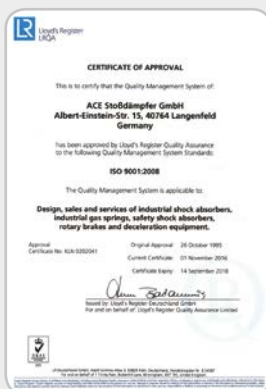 Lloyd's Register
LRQA
CERTIFICATE OF APPROVAL
This is to certify that the Quality Management System of:
ACE Stoßdämpfer GmbH
Albert-Einstein-Str. 15, 40764 Langenfeld
Germany
has been approved by Lloyd's Register Quality Assurance
to the following Quality Management System Standards:
ISO 9001:2008
The Quality Management System is applicable to:
Design, sales and services of industrial shock absorbers,
industrial gas springs, safety shock absorbers,
rotary brakes and deceleration equipment.
Approval
Certificate No: KLN 0202041
Original Approval: 26 October 1995
Current Certificate: 01 November 2016
Certificate Expiry: 14 September 2018
Issued by: Lloyd's Register Deutschland GmbH
For and on behalf of: Lloyd's Register Quality Assurance Limited
UKAS